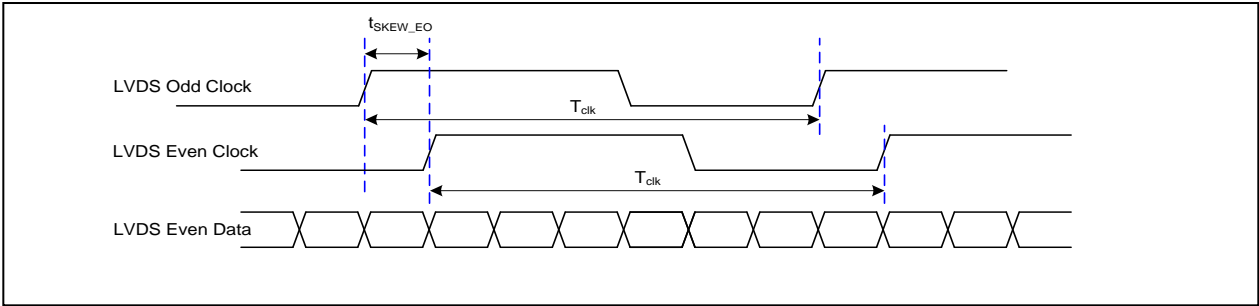 tSKEW_EO
LVDS Odd Clock
Tclk
LVDS Even Clock
Tclk
LVDS Even Data